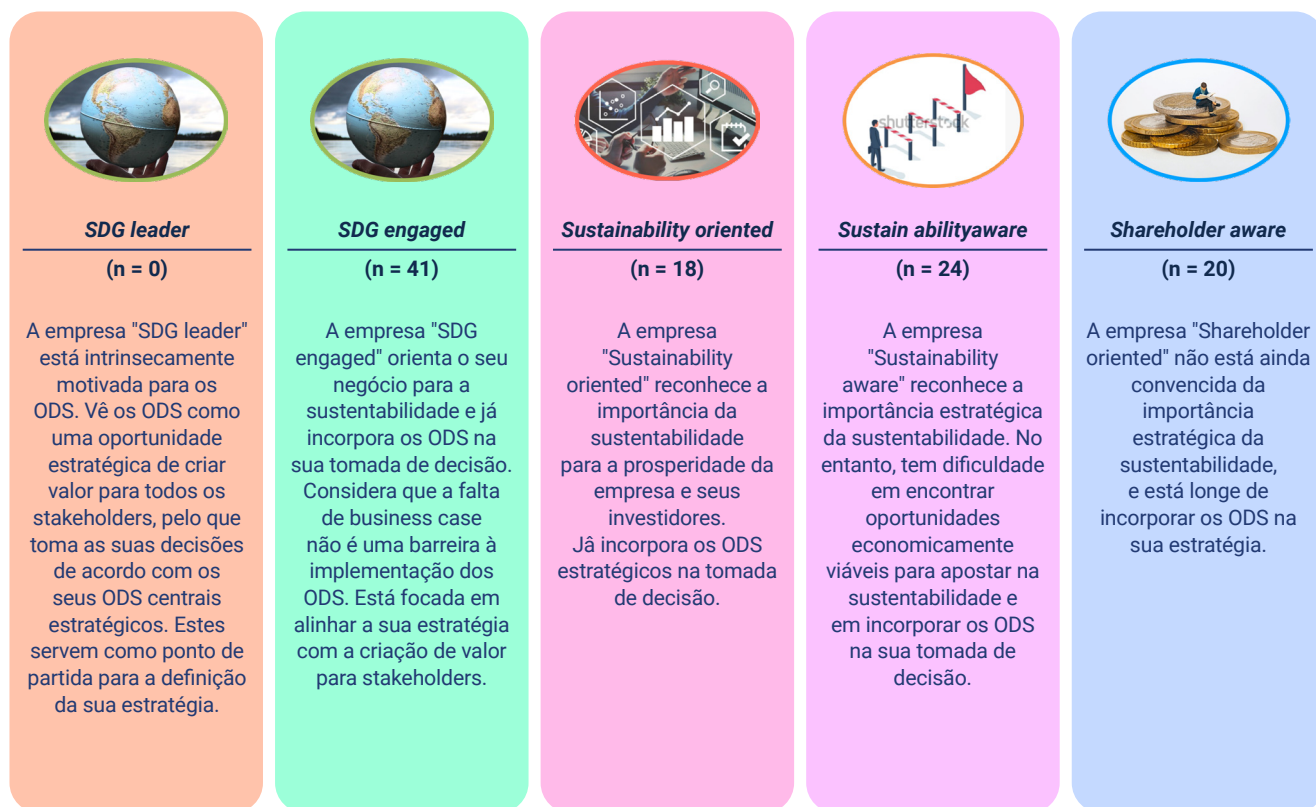 SDG leader
(n = 0)
A empresa "SDG leader"
está intrinsecamente
motivada para os
ODS. Vê os ODS como
uma oportunidade
estratégica de criar
valor para todos os
stakeholders, pelo que
toma as suas decisões
de acordo com os
seus ODS centrais
estratégicos. Estes
servem como ponto de
partida para a definição
da sua estratégia.
SDG engaged
(n = 41)
A empresa "SDG
engaged" orienta o seu
negócio para a
sustentabilidade e já
incorpora os ODS na
sua tomada de decisão.
Considera que a falta
de business case
não é uma barreira à
implementação dos
ODS. Está focada em
alinhar a sua estratégia
com a criação de valor
para stakeholders.
Sustainability oriented
(n = 18)
A empresa
"Sustainability
oriented" reconhece a
importância da
sustentabilidade
para a prosperidade da
empresa e seus
investidores.
Jâ incorpora os ODS
estratégicos na tomada
de decisão.
shutterstock
Sustain abilityaware
(n = 24)
A empresa
"Sustainability
aware" reconhece a
importância estratégica
da sustentabilidade. No
entanto, tem dificuldade
em encontrar
oportunidades
economicamente
viáveis para apostar na
sustentabilidade e
em incorporar os ODS
na sua tomada de
decisão.
Shareholder aware
(n = 20)
A empresa "Shareholder
oriented" não está ainda
convencida da
importância
estratégica da
sustentabilidade,
e está longe de
incorporar os ODS na
sua estratégia.